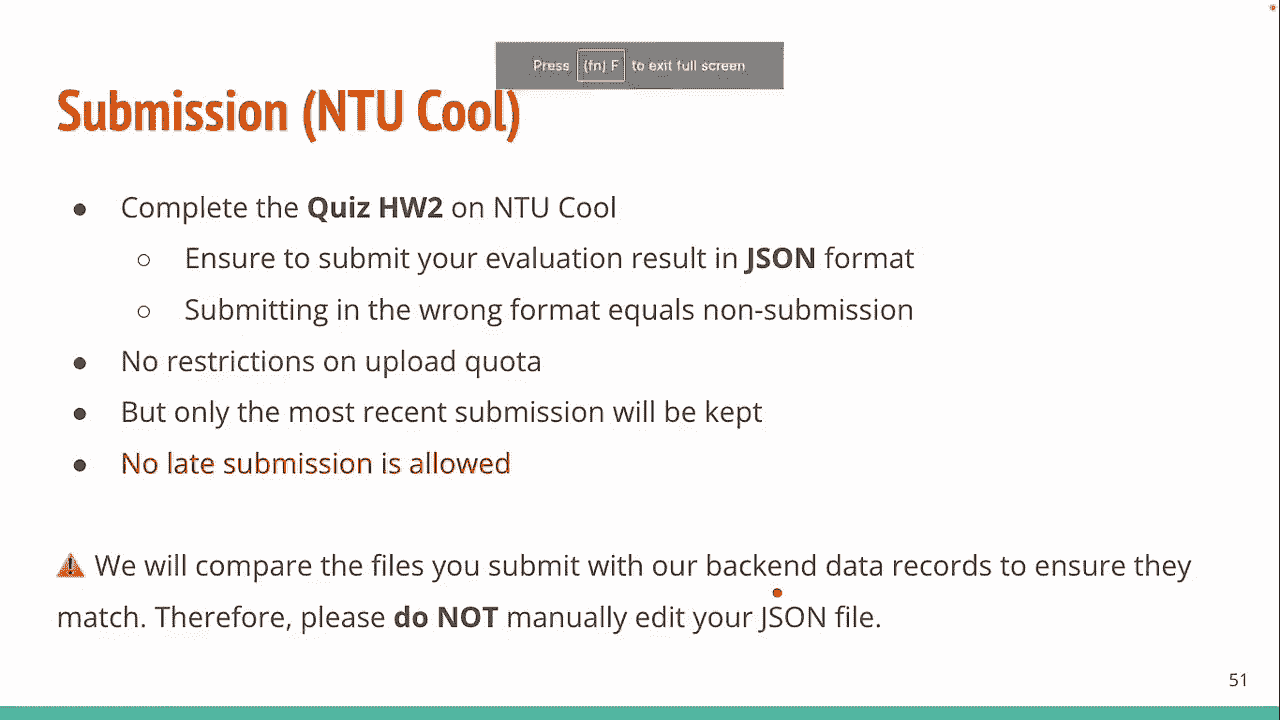 Press (fn) F to exit full screen
Submission (NTU Cool)
● Complete the Quiz HW2 on NTU Cool
○ Ensure to submit your evaluation result in JSON format
○ Submitting in the wrong format equals non-submission
● No restrictions on upload quota
● But only the most recent submission will be kept
● No late submission is allowed
⚠ We will compare the files you submit with our backend data records to ensure they
match. Therefore, please do NOT manually edit your JSON file.
51